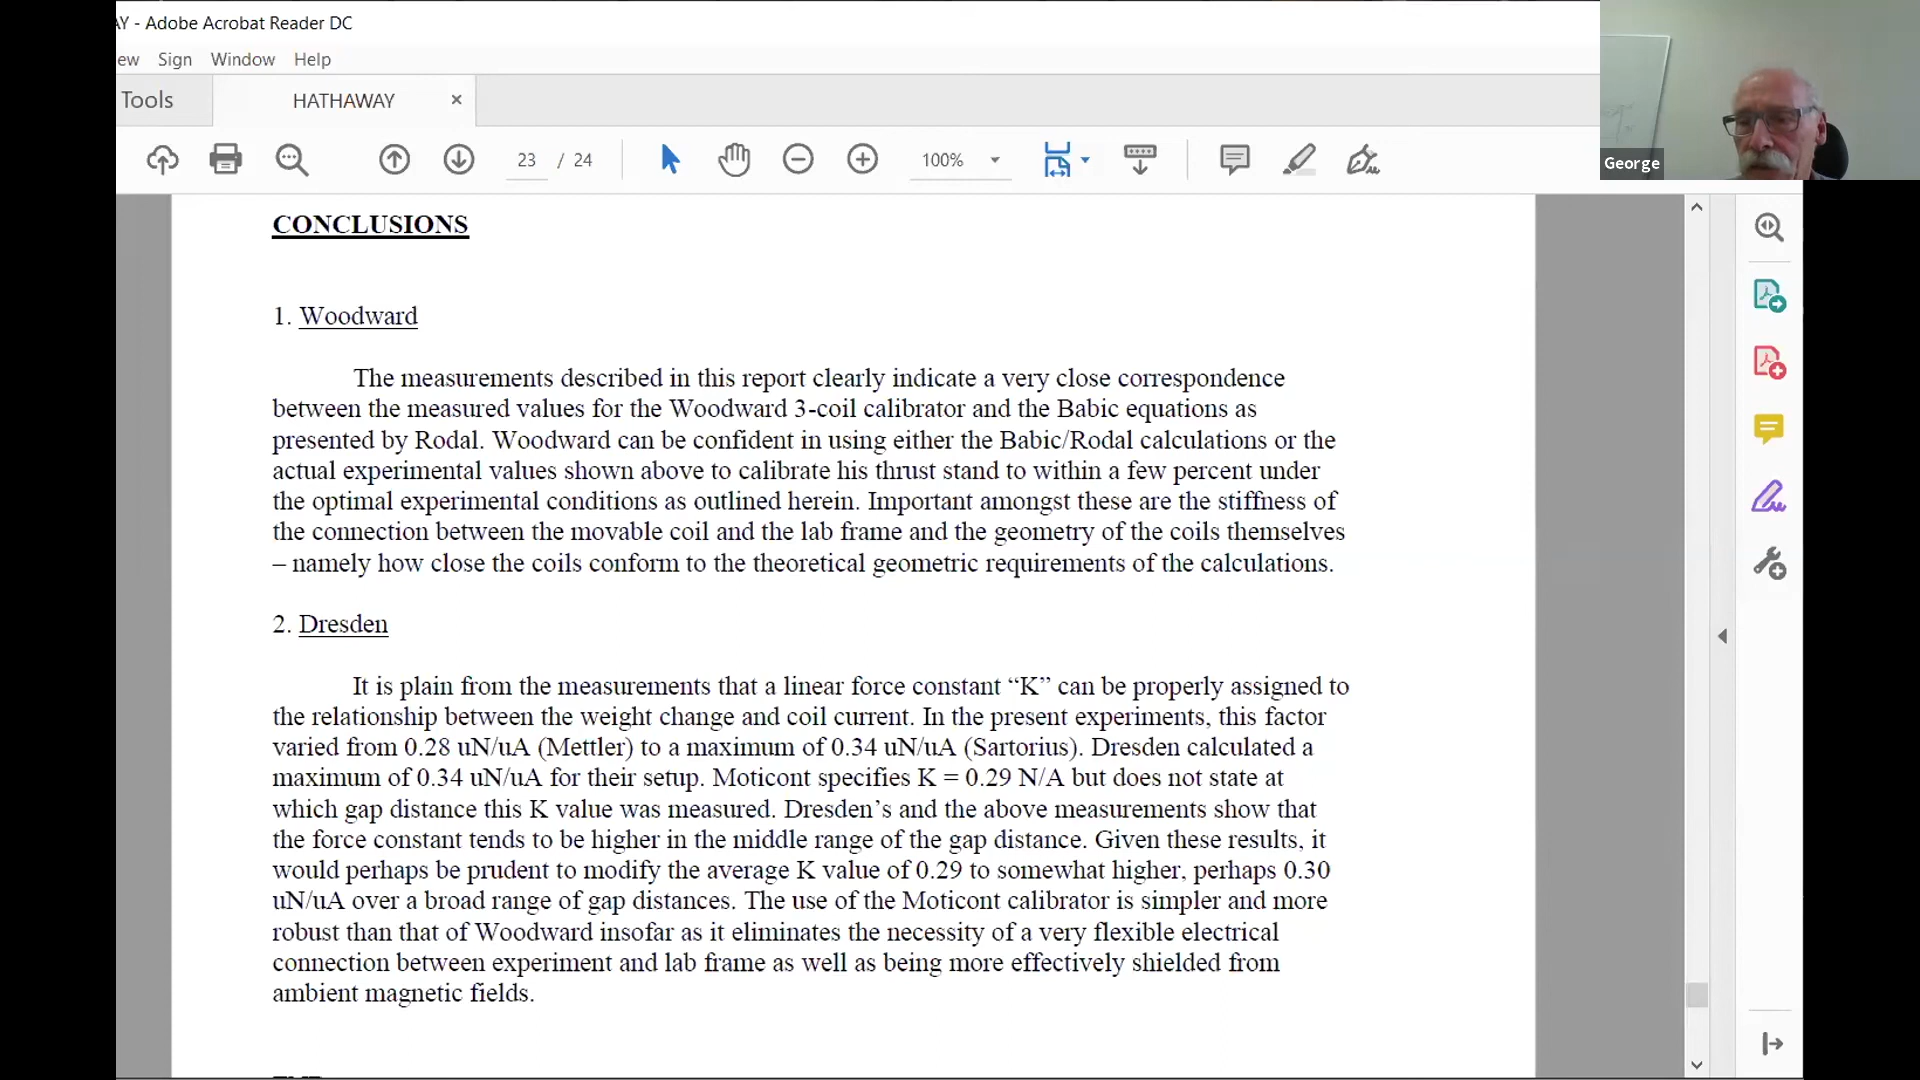 - Adobe Acrobat Reader DC
Sign Window Help
Tools HATHAWAY ×
23 / 24 100%
George
CONCLUSIONS
1. Woodward
The measurements described in this report clearly indicate a very close correspondence
between the measured values for the Woodward 3-coil calibrator and the Babic equations as
presented by Rodal. Woodward can be confident in using either the Babic/Rodal calculations or the
actual experimental values shown above to calibrate his thrust stand to within a few percent under
the optimal experimental conditions as outlined herein. Important amongst these are the stiffness of
the connection between the movable coil and the lab frame and the geometry of the coils themselves
– namely how close the coils conform to the theoretical geometric requirements of the calculations.
2. Dresden
It is plain from the measurements that a linear force constant “K” can be properly assigned to
the relationship between the weight change and coil current. In the present experiments, this factor
varied from 0.28 uN/uA (Mettler) to a maximum of 0.34 uN/uA (Sartorius). Dresden calculated a
maximum of 0.34 uN/uA for their setup. Moticont specifies K = 0.29 N/A but does not state at
which gap distance this K value was measured. Dresden’s and the above measurements show that
the force constant tends to be higher in the middle range of the gap distance. Given these results, it
would perhaps be prudent to modify the average K value of 0.29 to somewhat higher, perhaps 0.30
uN/uA over a broad range of gap distances. The use of the Moticont calibrator is simpler and more
robust than that of Woodward insofar as it eliminates the necessity of a very flexible electrical
connection between experiment and lab frame as well as being more effectively shielded from
ambient magnetic fields.